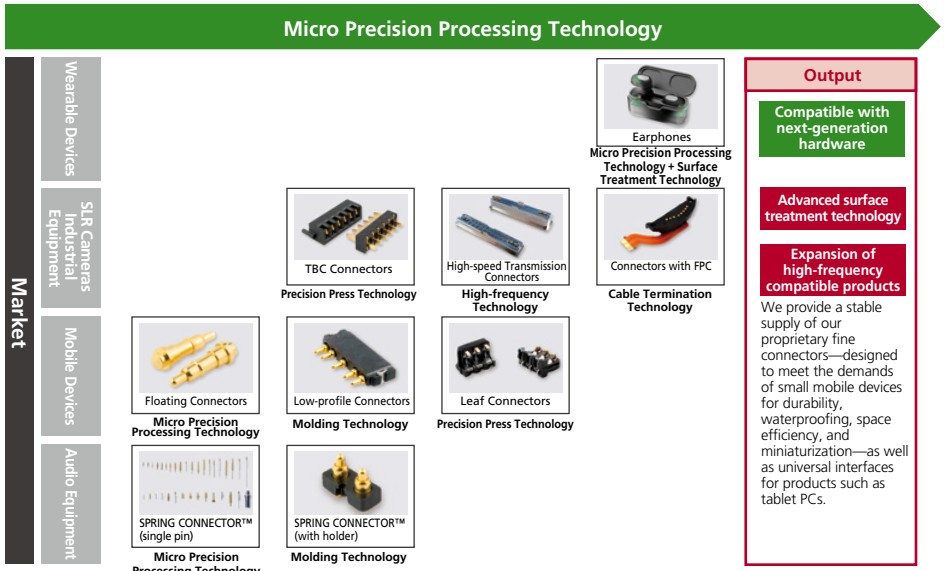 Micro Precision Processing Technology
Market
Wearable Devices
Earphones
Micro Precision Processing
Technology + Surface
Treatment Technology
SLR Cameras
Industrial
Equipment
TBC Connectors
Precision Press Technology
High-speed Transmission
Connectors
High-frequency
Technology
Connectors with FPC
Cable Termination
Technology
Mobile Devices
Floating Connectors
Micro Precision
Processing Technology
Low-profile Connectors
Molding Technology
Leaf Connectors
Precision Press Technology
Audio Equipment
SPRING CONNECTOR™
(single pin)
Micro Precision
Processing Technology
SPRING CONNECTOR™
(with holder)
Molding Technology
Output
Compatible with
next-generation
hardware
Advanced surface
treatment technology
Expansion of
high-frequency
compatible products
We provide a stable
supply of our
proprietary fine
connectors—designed
to meet the demands
of small mobile devices
for durability,
waterproofing, space
efficiency, and
miniaturization—as well
as universal interfaces
for products such as
tablet PCs.